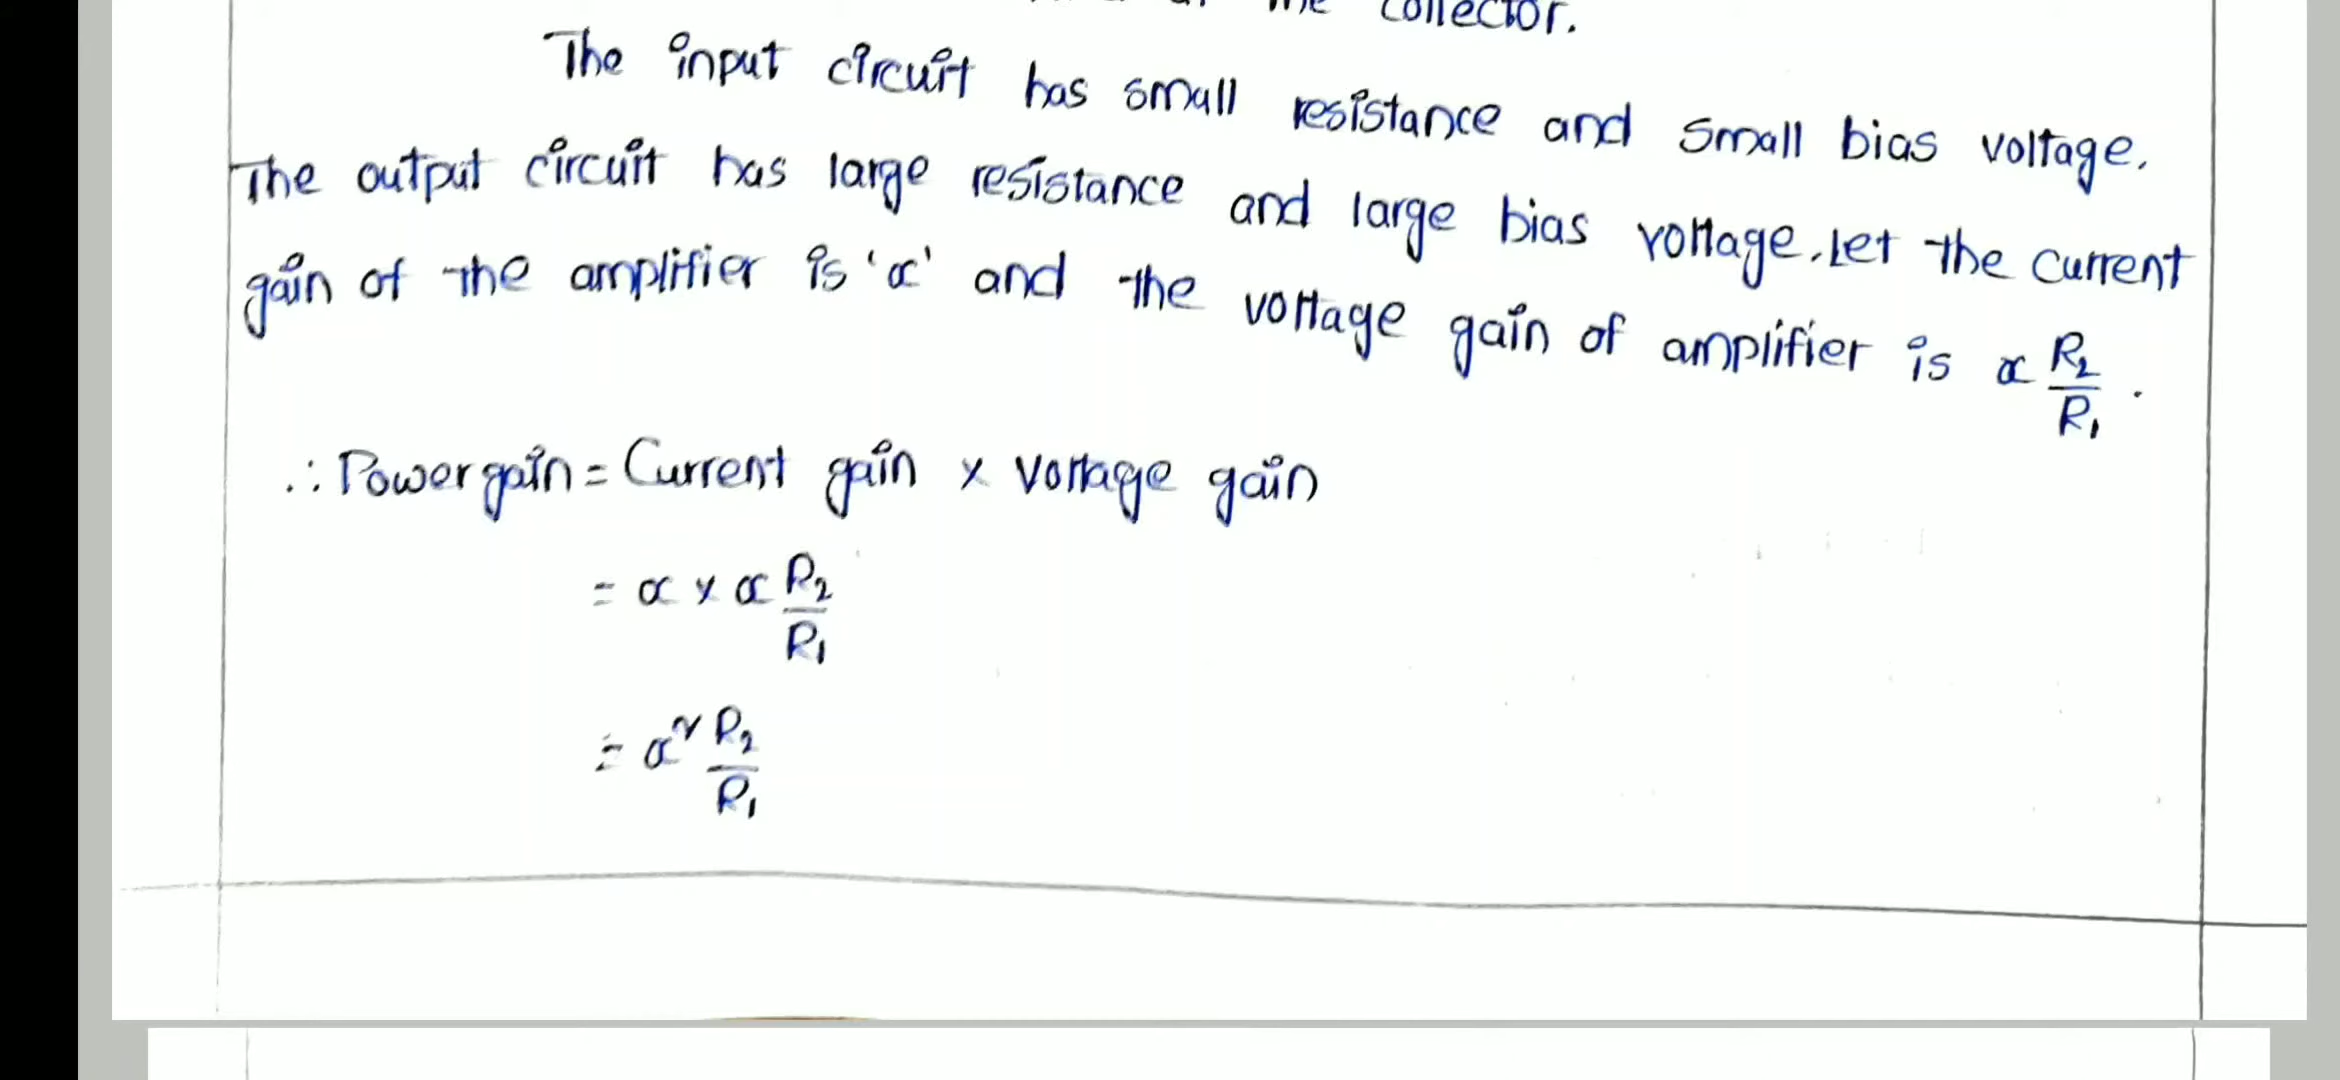 the collector.
The input circuit has small resistance and small bias voltage.
The output circuit has large resistance and large bias voltage. Let the current
gain of the amplifier is 'α' and the voltage gain of amplifier is α R₂/R₁ .
∴ Power gain = Current gain x voltage gain
= α x α R₂/R₁
= α² R₂/R₁